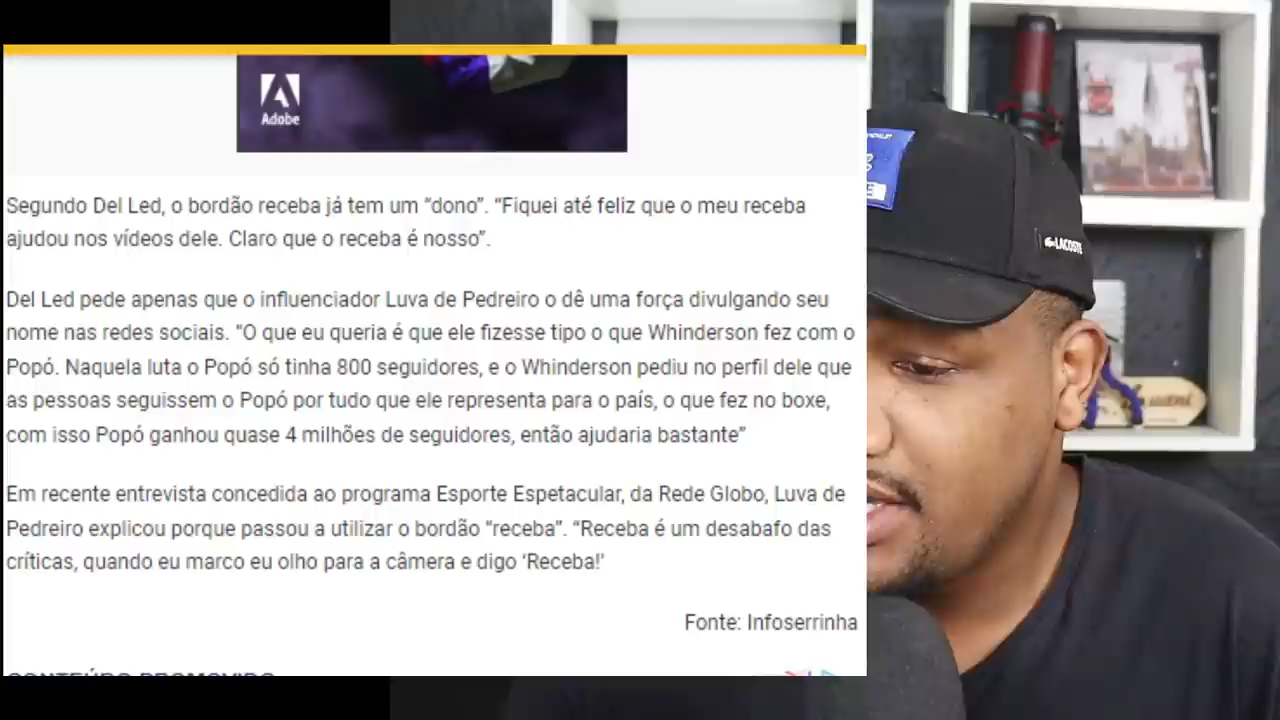 Adobe
Segundo Del Led, o bordão receba já tem um “dono”. “Fiquei até feliz que o meu receba
ajudou nos vídeos dele. Claro que o receba é nosso”.
Del Led pede apenas que o influenciador Luva de Pedreiro o dê uma força divulgando seu
nome nas redes sociais. “O que eu queria é que ele fizesse tipo o que Whinderson fez com o
Popó. Naquela luta o Popó só tinha 800 seguidores, e o Whinderson pediu no perfil dele que
as pessoas seguissem o Popó por tudo que ele representa para o país, o que fez no boxe,
com isso Popó ganhou quase 4 milhões de seguidores, então ajudaria bastante”
Em recente entrevista concedida ao programa Esporte Espetacular, da Rede Globo, Luva de
Pedreiro explicou porque passou a utilizar o bordão “receba”. “Receba é um desabafo das
críticas, quando eu marco eu olho para a câmera e digo ‘Receba!’
Fonte: Infoserrinha
CONTEÚDO PROMOVIDO
LACOSTE